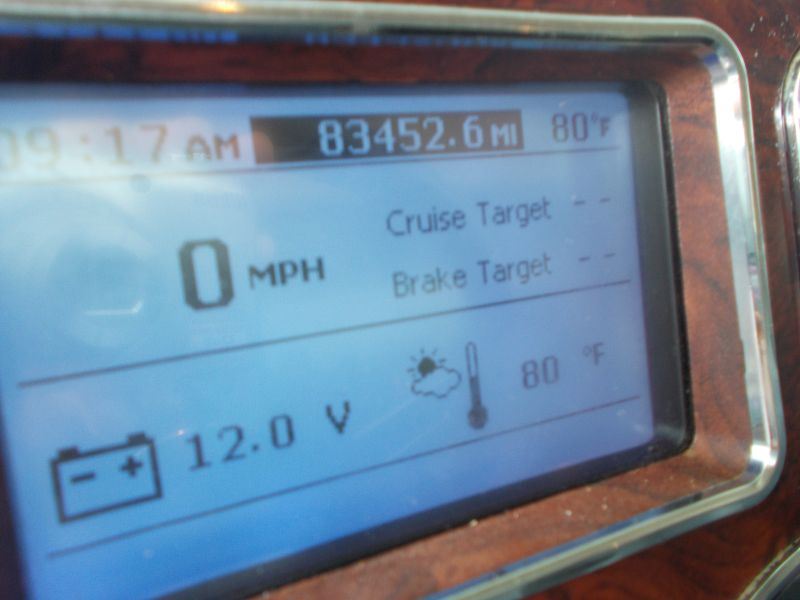 09:17 AM 83452.6 MI 80°F
Cruise Target --
0 MPH
Brake Target --
- + 12.0 V 80 °F